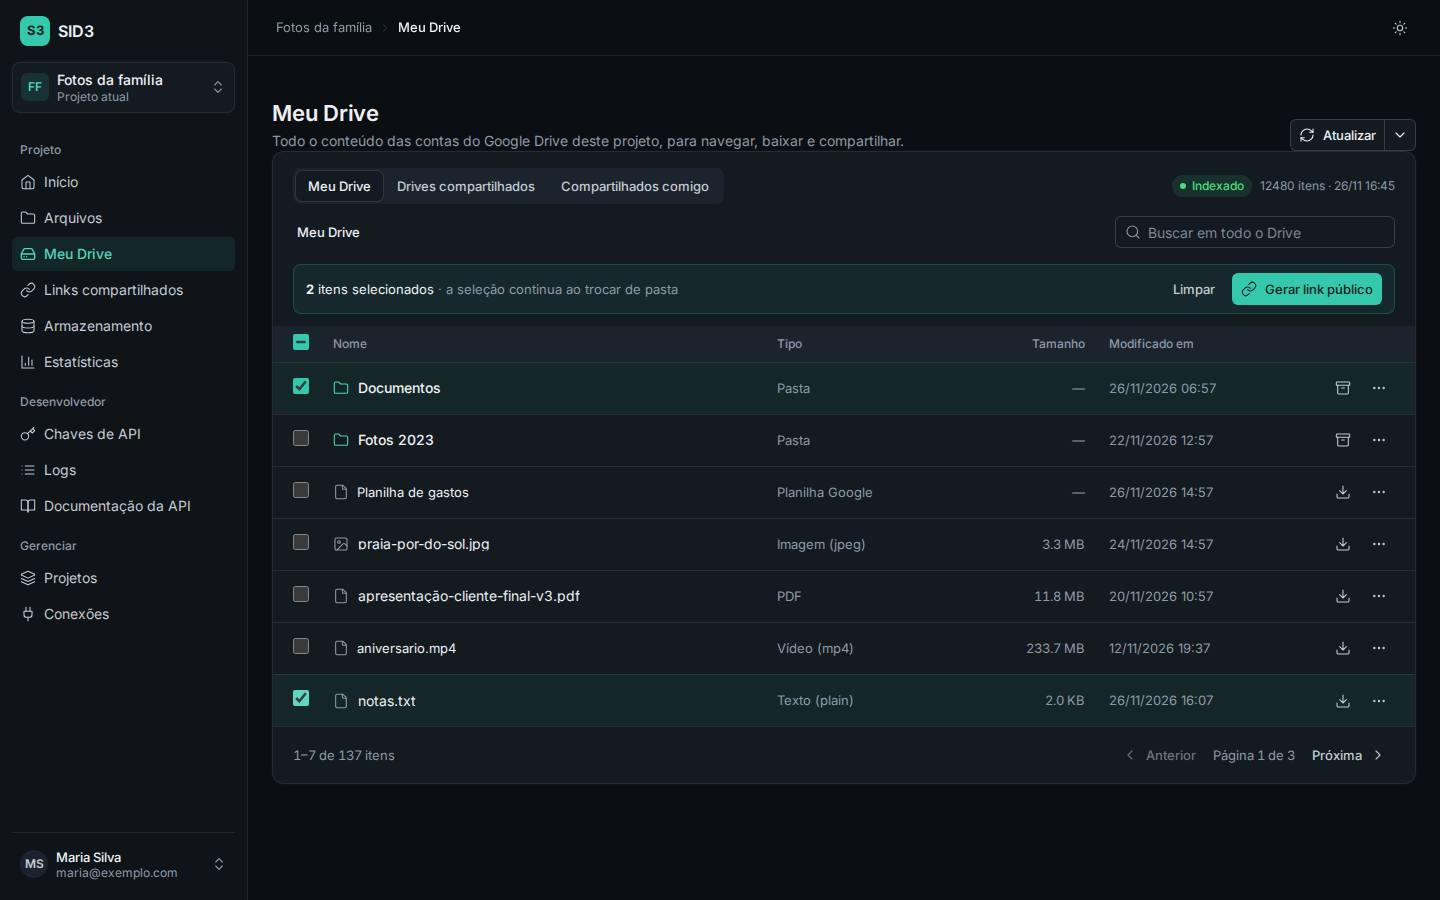 S3 SID3
Fotos da família > Meu Drive
FF Fotos da família
Projeto atual
Projeto
Início
Arquivos
Meu Drive
Links compartilhados
Armazenamento
Estatísticas
Desenvolvedor
Chaves de API
Logs
Documentação da API
Gerenciar
Projetos
Conexões
MS Maria Silva
maria@exemplo.com
Meu Drive
Todo o conteúdo das contas do Google Drive deste projeto, para navegar, baixar e compartilhar.
Atualizar
Meu Drive Drives compartilhados Compartilhados comigo
Indexado 12480 itens · 26/11 16:45
Meu Drive
Buscar em todo o Drive
2 itens selecionados · a seleção continua ao trocar de pasta
Limpar Gerar link público
Nome Tipo Tamanho Modificado em
Documentos Pasta — 26/11/2026 06:57
Fotos 2023 Pasta — 22/11/2026 12:57
Planilha de gastos Planilha Google — 26/11/2026 14:57
praia-por-do-sol.jpg Imagem (jpeg) 3.3 MB 24/11/2026 14:57
apresentação-cliente-final-v3.pdf PDF 11.8 MB 20/11/2026 10:57
aniversario.mp4 Vídeo (mp4) 233.7 MB 12/11/2026 19:37
notas.txt Texto (plain) 2.0 KB 26/11/2026 16:07
1–7 de 137 itens
Anterior Página 1 de 3 Próxima